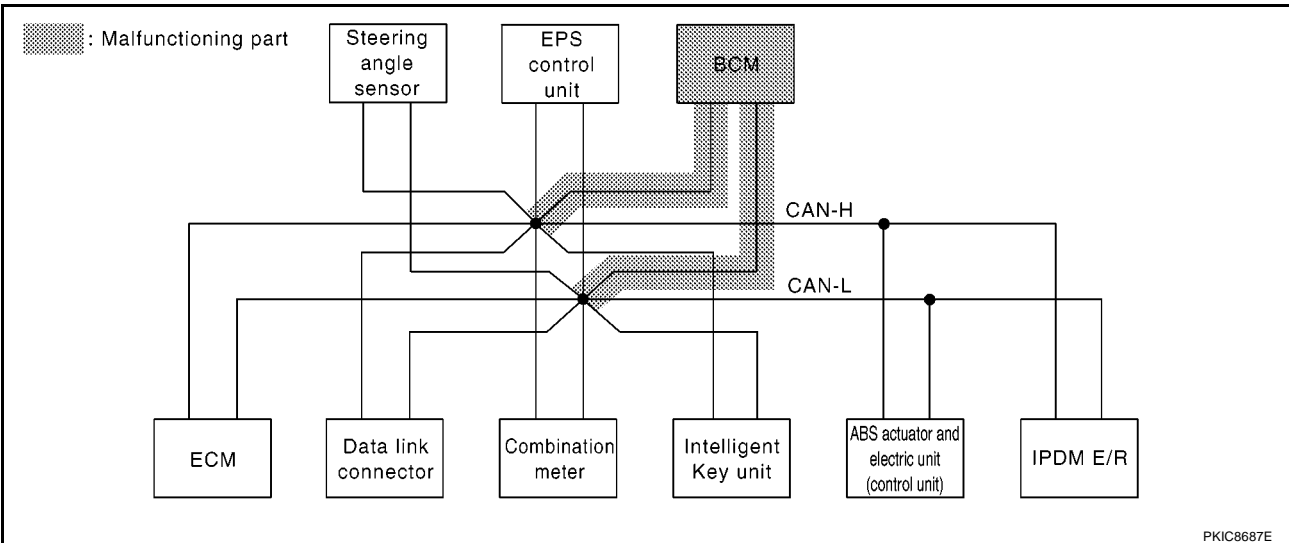 : Malfunctioning part
Steering
angle
sensor
EPS
control
unit
BCM
CAN-H
CAN-L
ECM
Data link
connector
Combination
meter
Intelligent
Key unit
ABS actuator and
electric unit
(control unit)
IPDM E/R
PKIC8687E